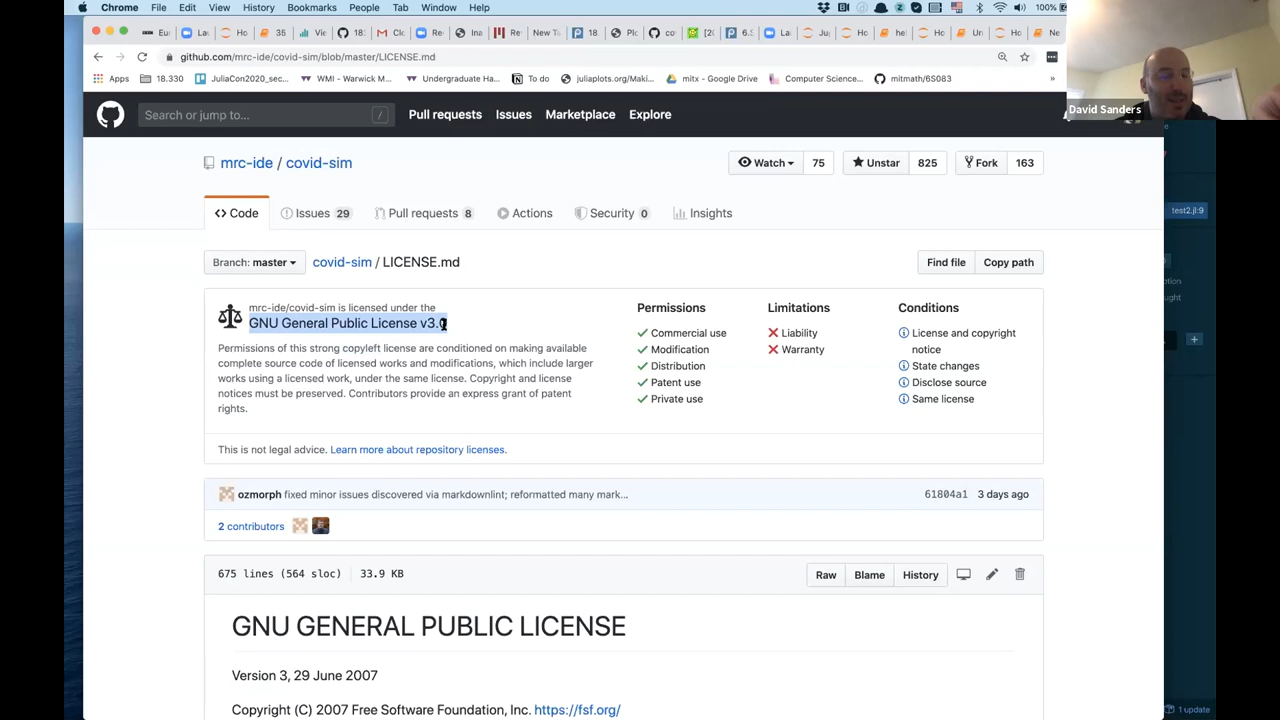 Chrome File Edit View History Bookmarks People Tab Window Help 100%
github.com/mrc-ide/covid-sim/blob/master/LICENSE.md
Apps 18.330 JuliaCon2020_sec... WMI - Warwick M... Undergraduate Ha... To do juliaplots.org/Maki... mitx - Google Drive Computer Science... mitmath/6S083 »
David Sanders
Search or jump to... /
Pull requests Issues Marketplace Explore
mrc-ide / covid-sim
Watch 75 Unstar 825 Fork 163
Code Issues 29 Pull requests 8 Actions Security 0 Insights
test2.jl:9
Branch: master covid-sim / LICENSE.md Find file Copy path
mrc-ide/covid-sim is licensed under the
GNU General Public License v3.0
Permissions of this strong copyleft license are conditioned on making available
complete source code of licensed works and modifications, which include larger
works using a licensed work, under the same license. Copyright and license
notices must be preserved. Contributors provide an express grant of patent
rights.
Permissions
Commercial use
Modification
Distribution
Patent use
Private use
Limitations
Liability
Warranty
Conditions
License and copyright
notice
State changes
Disclose source
Same license
This is not legal advice. Learn more about repository licenses.
ozmorph fixed minor issues discovered via markdownlint; reformatted many mark... 61804a1 3 days ago
2 contributors
675 lines (564 sloc) 33.9 KB Raw Blame History
GNU GENERAL PUBLIC LICENSE
Version 3, 29 June 2007
Copyright (C) 2007 Free Software Foundation, Inc. https://fsf.org/
1 update